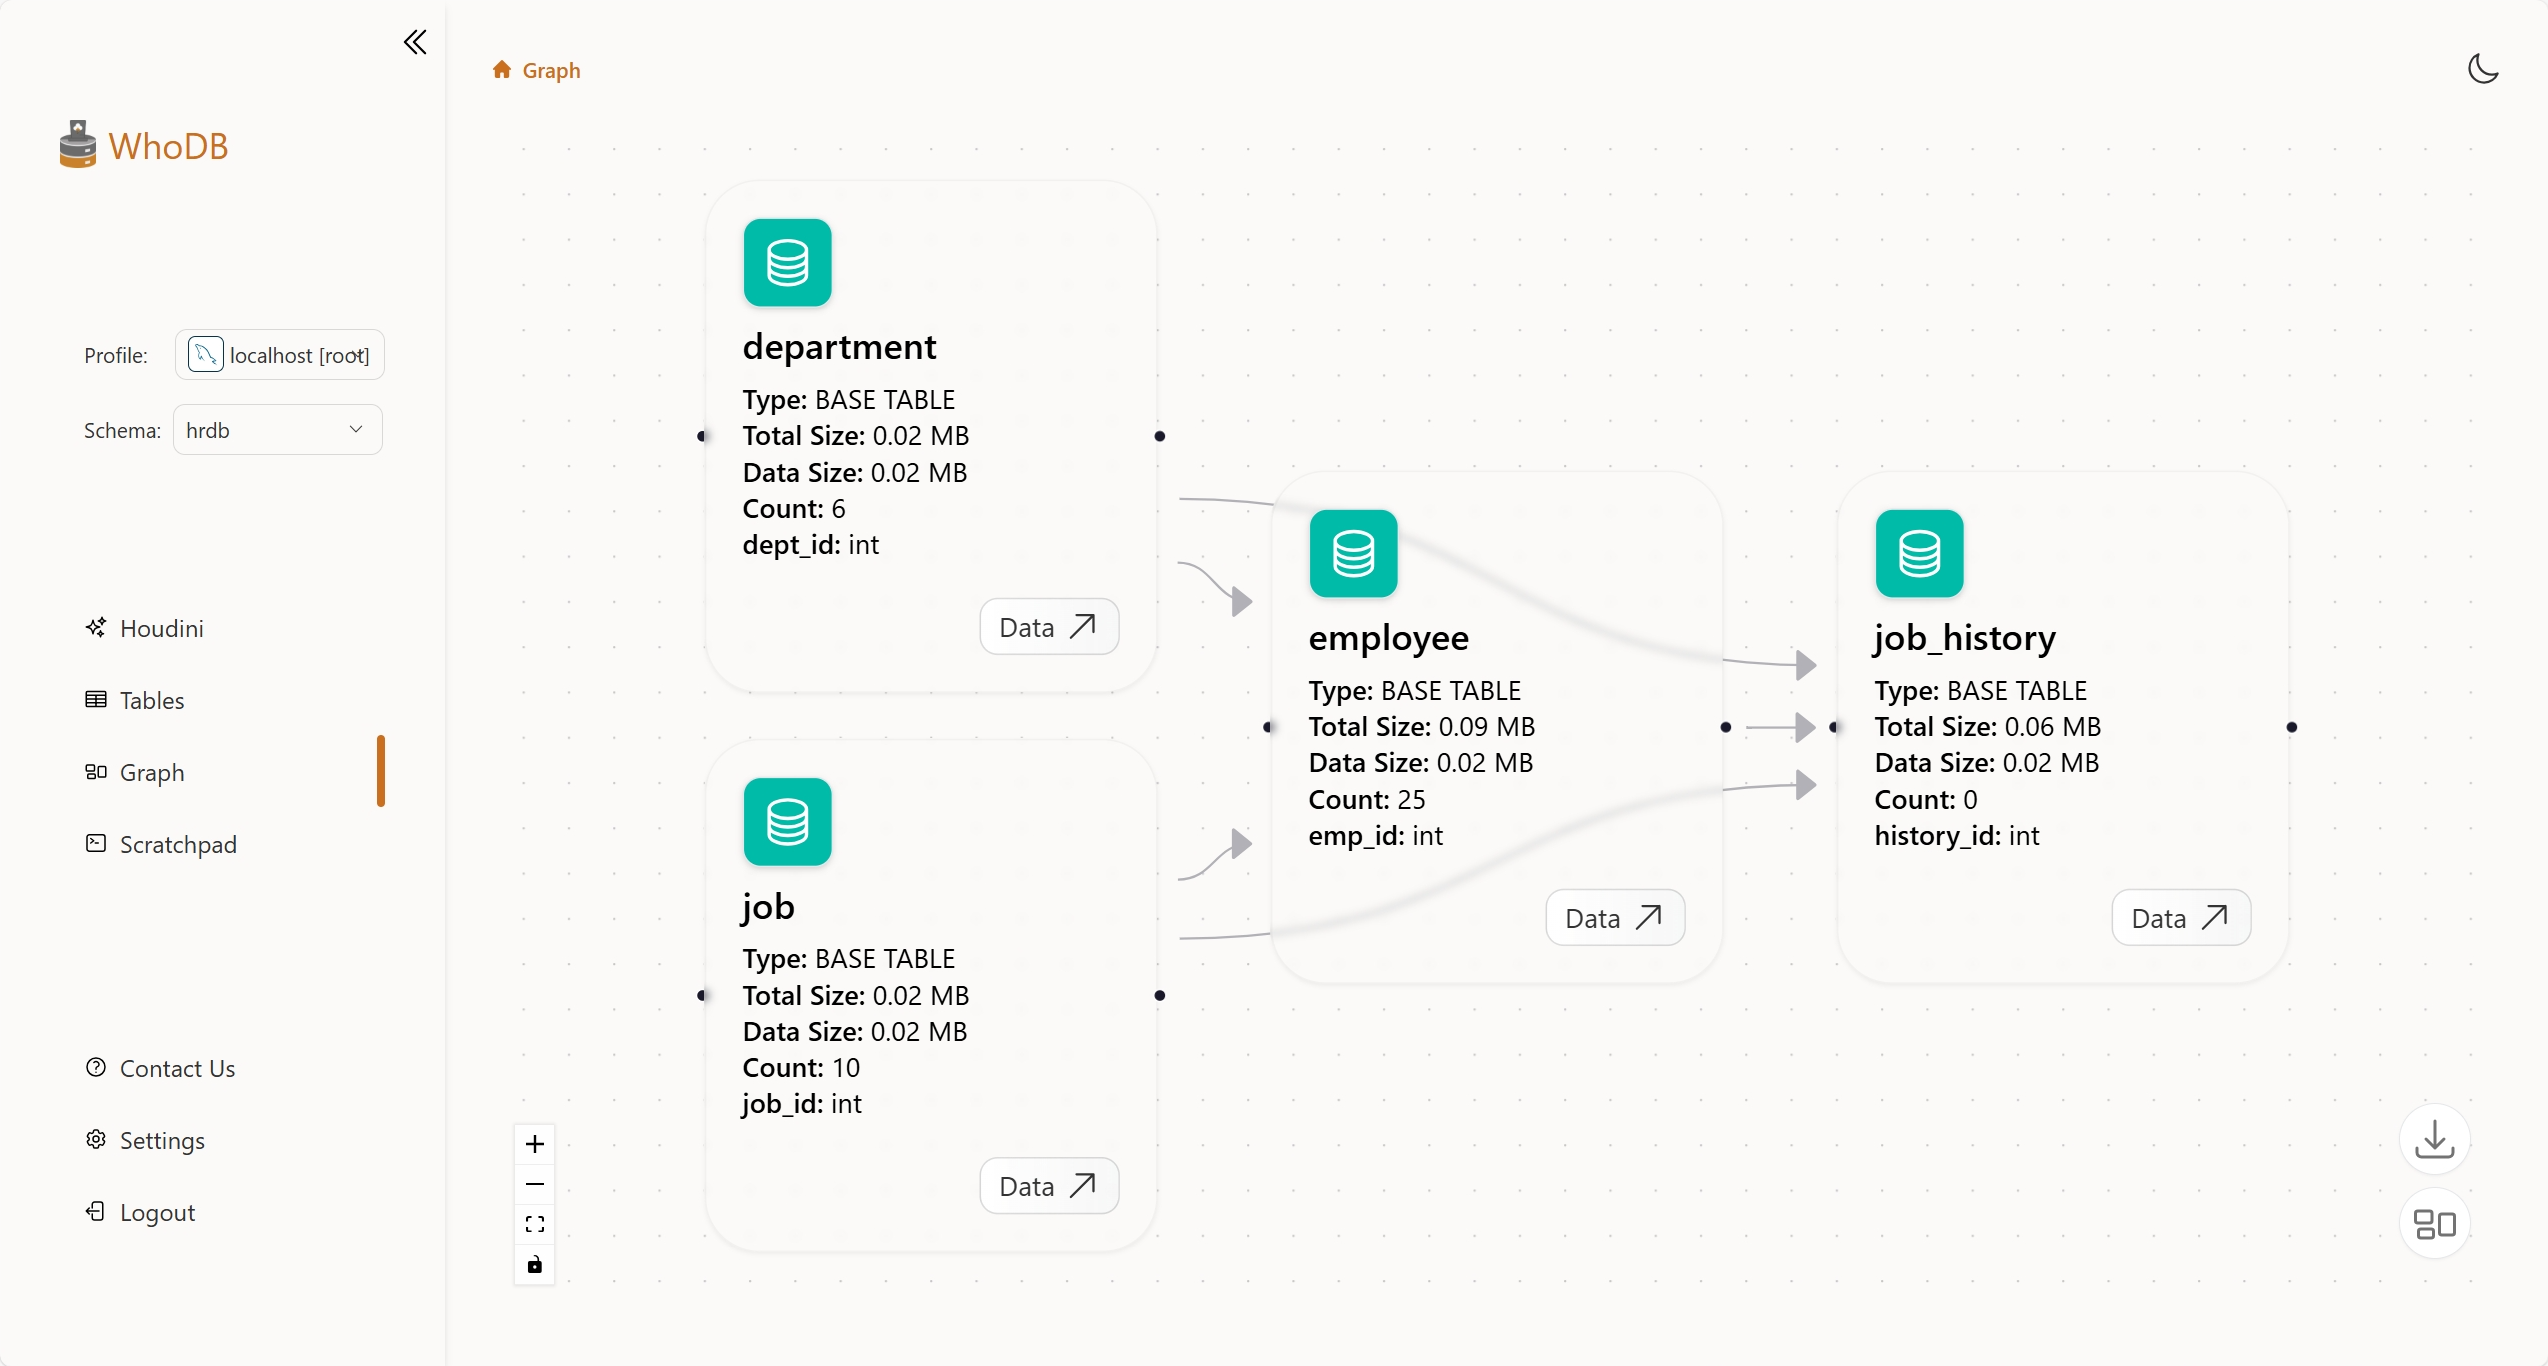 WhoDB
Profile: localhost [root]
Schema: hrdb
Houdini
Tables
Graph
Scratchpad
Contact Us
Settings
Logout
Graph
department
Type: BASE TABLE
Total Size: 0.02 MB
Data Size: 0.02 MB
Count: 6
dept_id: int
Data
job
Type: BASE TABLE
Total Size: 0.02 MB
Data Size: 0.02 MB
Count: 10
job_id: int
Data
employee
Type: BASE TABLE
Total Size: 0.09 MB
Data Size: 0.02 MB
Count: 25
emp_id: int
Data
job_history
Type: BASE TABLE
Total Size: 0.06 MB
Data Size: 0.02 MB
Count: 0
history_id: int
Data